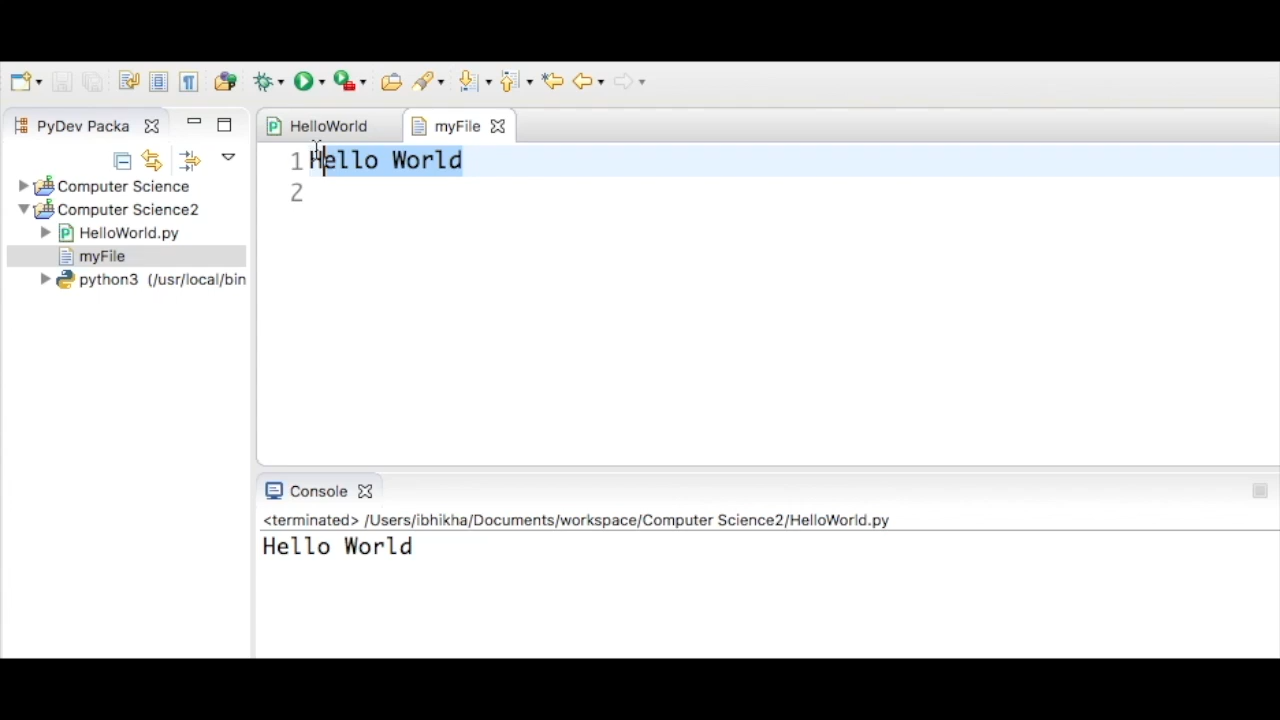 PyDev Packa
HelloWorld
myFile
Computer Science
Computer Science2
HelloWorld.py
myFile
python3 (/usr/local/bin
1 Hello World
2
Console
<terminated> /Users/ibhikha/Documents/workspace/Computer Science2/HelloWorld.py
Hello World